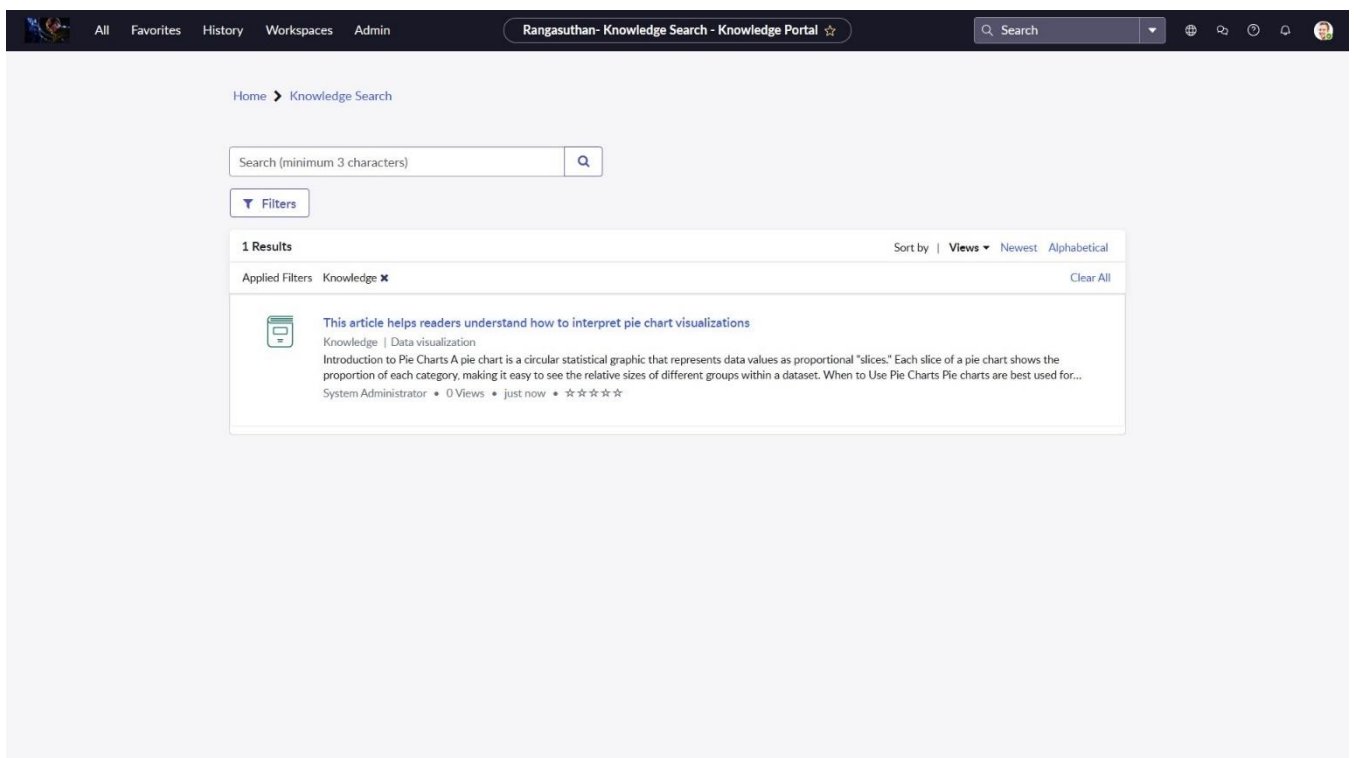 All Favorites History Workspaces Admin Rangasuthan- Knowledge Search - Knowledge Portal ☆ Search
Home > Knowledge Search
Search (minimum 3 characters)
Filters
1 Results Sort by | Views Newest Alphabetical
Applied Filters Knowledge ✖ Clear All
This article helps readers understand how to interpret pie chart visualizations
Knowledge | Data visualization
Introduction to Pie Charts A pie chart is a circular statistical graphic that represents data values as proportional "slices." Each slice of a pie chart shows the
proportion of each category, making it easy to see the relative sizes of different groups within a dataset. When to Use Pie Charts Pie charts are best used for...
System Administrator • 0 Views • just now • ☆☆☆☆☆